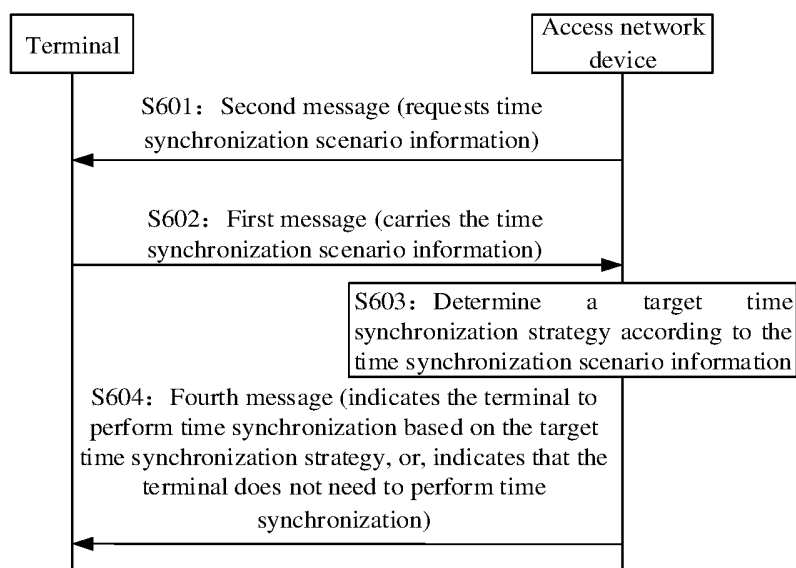 Terminal
Access network
device
S601：Second message (requests time
synchronization scenario information)
S602：First message (carries the time
synchronization scenario information)
S603：Determine a target time
synchronization strategy according to the
time synchronization scenario information
S604：Fourth message (indicates the terminal to
perform time synchronization based on the target
time synchronization strategy, or, indicates that the
terminal does not need to perform time
synchronization)